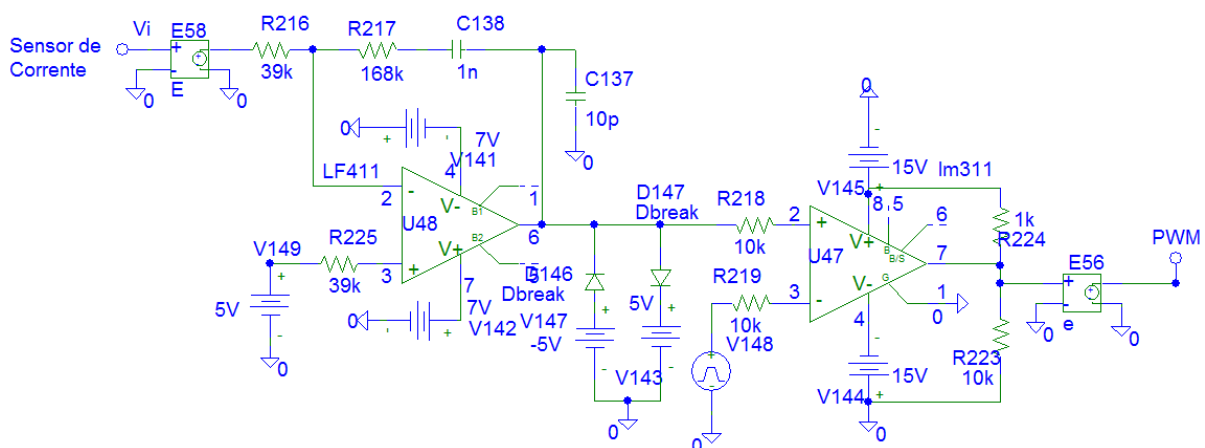 Sensor de
Corrente
Vi
E58
+
-
E
0
0
R216
39k
R217
168k
C138
1n
C137
10p
0
0
-
+
7V
V141
LF411
2
4
-
V-
B1
1
U48
6
V+
B2
5
+
3
7
V149
+
5V
-
0
R225
39k
0
-
+
7V
V142
D146
Dbreak
V147
-5V
+
-
D147
Dbreak
5V
+
-
V143
0
R218
10k
R219
10k
V148
+
-
0
0
-
15V
V145
+
lm311
8
5
6
2
+
V+
B
B/S
U47
7
3
-
V-
G
1
0
4
-
15V
V144
+
0
1k
R224
R223
10k
E56
+
-
e
0
0
PWM